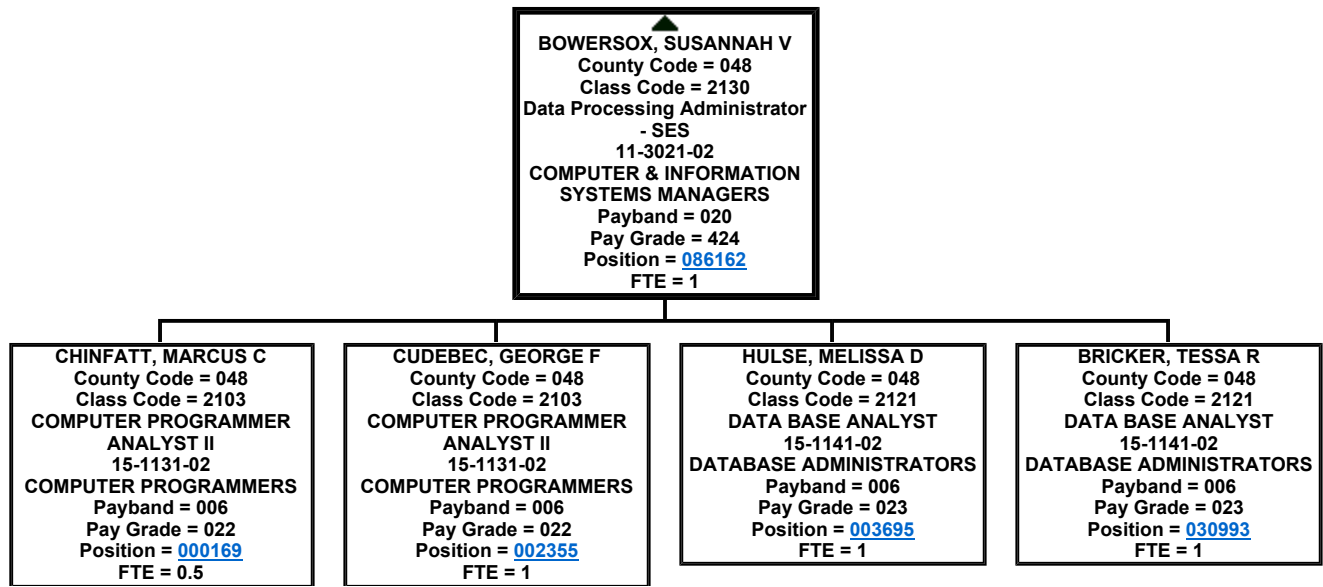 BOWERSOX, SUSANNAH V
County Code = 048
Class Code = 2130
Data Processing Administrator
- SES
11-3021-02
COMPUTER & INFORMATION
SYSTEMS MANAGERS
Payband = 020
Pay Grade = 424
Position = 086162
FTE = 1
CHINFATT, MARCUS C
County Code = 048
Class Code = 2103
COMPUTER PROGRAMMER
ANALYST II
15-1131-02
COMPUTER PROGRAMMERS
Payband = 006
Pay Grade = 022
Position = 000169
FTE = 0.5
CUDEBEC, GEORGE F
County Code = 048
Class Code = 2103
COMPUTER PROGRAMMER
ANALYST II
15-1131-02
COMPUTER PROGRAMMERS
Payband = 006
Pay Grade = 022
Position = 002355
FTE = 1
HULSE, MELISSA D
County Code = 048
Class Code = 2121
DATA BASE ANALYST
15-1141-02
DATABASE ADMINISTRATORS
Payband = 006
Pay Grade = 023
Position = 003695
FTE = 1
BRICKER, TESSA R
County Code = 048
Class Code = 2121
DATA BASE ANALYST
15-1141-02
DATABASE ADMINISTRATORS
Payband = 006
Pay Grade = 023
Position = 030993
FTE = 1